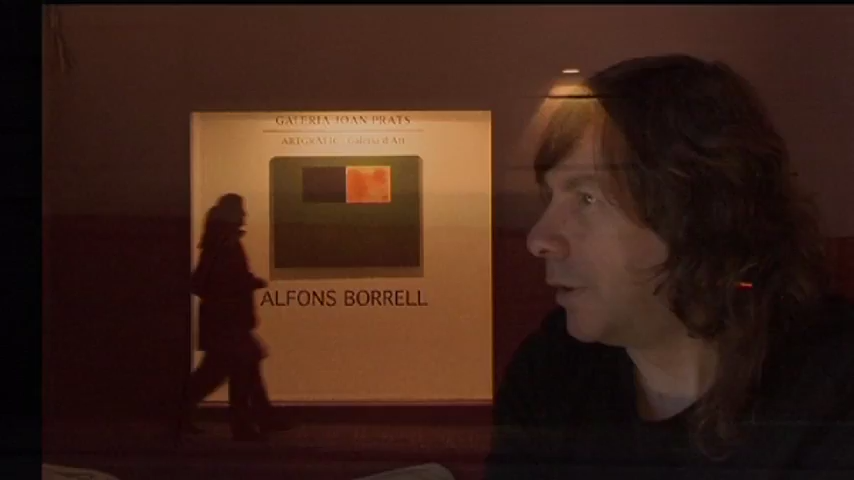 GALERIA JOAN PRATS
ARTGRÀFIC Galeria d'Art
ALFONS BORRELL